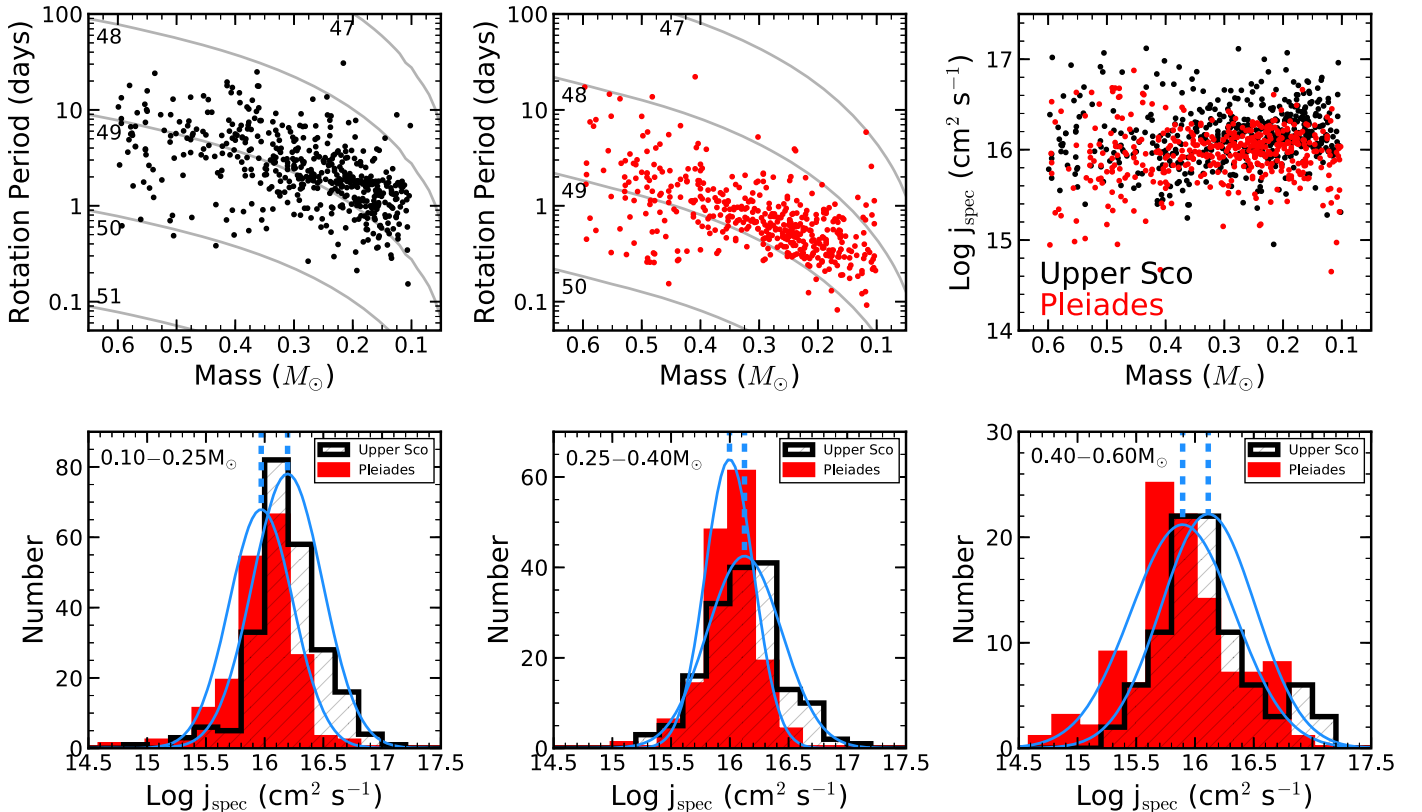 100
10
1
0.1
Rotation Period (days)
48
47
49
50
51
0.6 0.5 0.4 0.3 0.2 0.1
Mass (M⊙)
100
10
1
0.1
Rotation Period (days)
47
48
49
50
0.6 0.5 0.4 0.3 0.2 0.1
Mass (M⊙)
17
16
15
14
Log j_spec (cm² s⁻¹)
Upper Sco
Pleiades
0.6 0.5 0.4 0.3 0.2 0.1
Mass (M⊙)
80
60
40
20
0
Number
0.10−0.25M⊙
Upper Sco
Pleiades
14.5 15 15.5 16 16.5 17 17.5
Log j_spec (cm² s⁻¹)
60
40
20
0
Number
0.25−0.40M⊙
Upper Sco
Pleiades
14.5 15 15.5 16 16.5 17 17.5
Log j_spec (cm² s⁻¹)
30
20
10
0
Number
0.40−0.60M⊙
Upper Sco
Pleiades
14.5 15 15.5 16 16.5 17 17.5
Log j_spec (cm² s⁻¹)